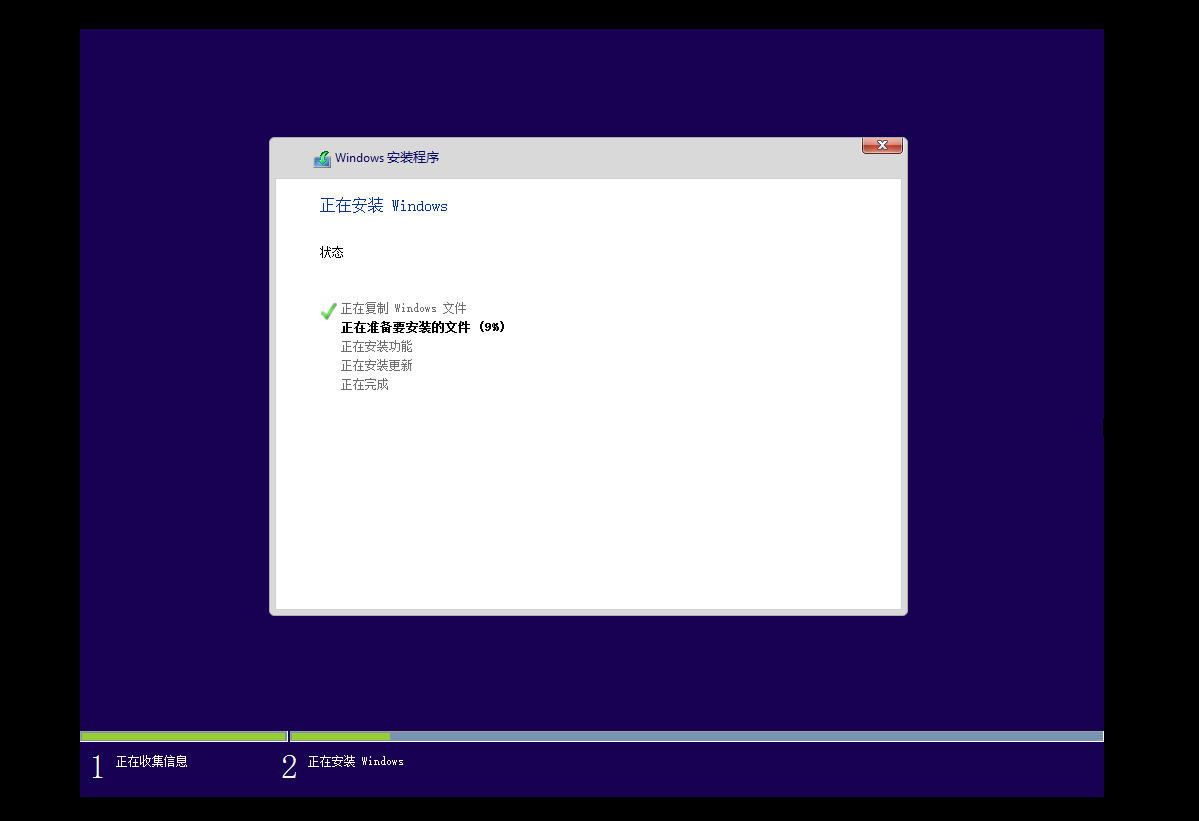 Windows 安装程序
正在安装 Windows
状态
正在复制 Windows 文件
正在准备要安装的文件 (9%)
正在安装功能
正在安装更新
正在完成
1 正在收集信息
2 正在安装 Windows